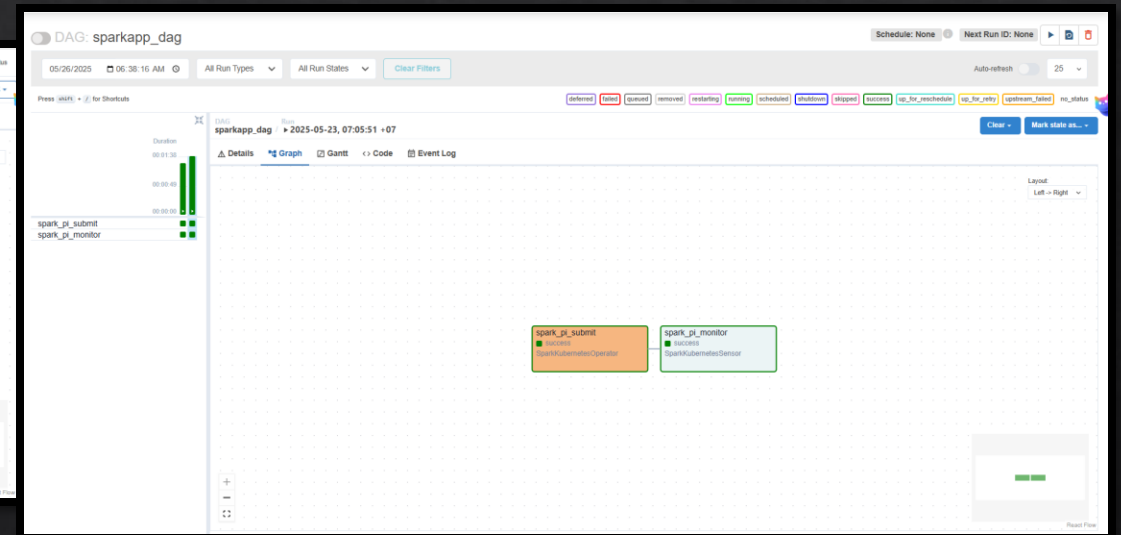 us
DAG: sparkapp_dag
Schedule: None
Next Run ID: None
05/26/2025 06:38:16 AM
All Run Types
All Run States
Clear Filters
Auto-refresh
25
Press shift + / for Shortcuts
deferred failed queued removed restarting running scheduled shutdown skipped success up_for_reschedule up_for_retry upstream_failed no_status
DAG
sparkapp_dag / Run
2025-05-23, 07:05:51 +07
Clear
Mark state as...
Duration
00:01:38
00:00:49
00:00:00
spark_pi_submit
spark_pi_monitor
Details
Graph
Gantt
Code
Event Log
Layout
Left -> Right
spark_pi_submit
success
SparkKubernetesOperator
spark_pi_monitor
success
SparkKubernetesSensor
React Flow
Flow